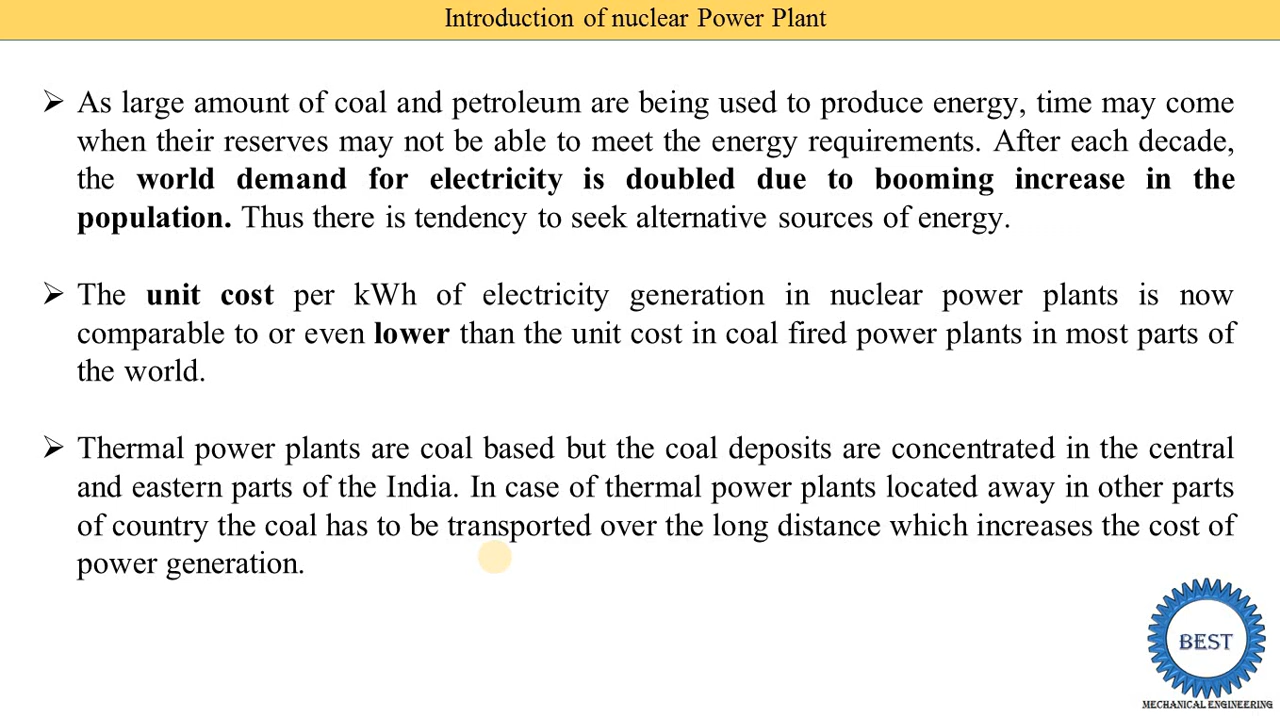 Introduction of nuclear Power Plant
As large amount of coal and petroleum are being used to produce energy, time may come
when their reserves may not be able to meet the energy requirements. After each decade,
the world demand for electricity is doubled due to booming increase in the
population. Thus there is tendency to seek alternative sources of energy.
The unit cost per kWh of electricity generation in nuclear power plants is now
comparable to or even lower than the unit cost in coal fired power plants in most parts of
the world.
Thermal power plants are coal based but the coal deposits are concentrated in the central
and eastern parts of the India. In case of thermal power plants located away in other parts
of country the coal has to be transported over the long distance which increases the cost of
power generation.
BEST
MECHANICAL ENGINEERING